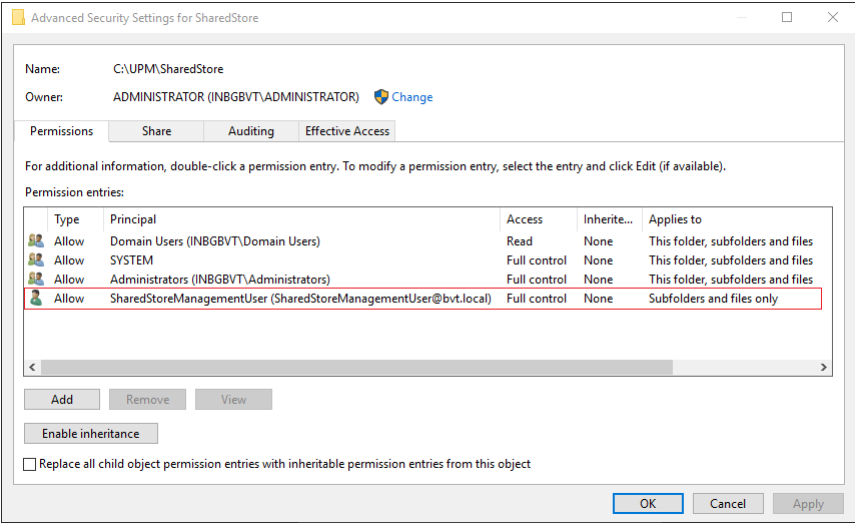 Advanced Security Settings for SharedStore
Name: C:\UPM\SharedStore
Owner: ADMINISTRATOR (INBGBVT\ADMINISTRATOR) Change
Permissions Share Auditing Effective Access
For additional information, double-click a permission entry. To modify a permission entry, select the entry and click Edit (if available).
Permission entries:
Type Principal Access Inherite... Applies to
Allow Domain Users (INBGBVT\Domain Users) Read None This folder, subfolders and files
Allow SYSTEM Full control None This folder, subfolders and files
Allow Administrators (INBGBVT\Administrators) Full control None This folder, subfolders and files
Allow SharedStoreManagementUser (SharedStoreManagementUser@bvt.local) Full control None Subfolders and files only
Add Remove View
Enable inheritance
Replace all child object permission entries with inheritable permission entries from this object
OK Cancel Apply